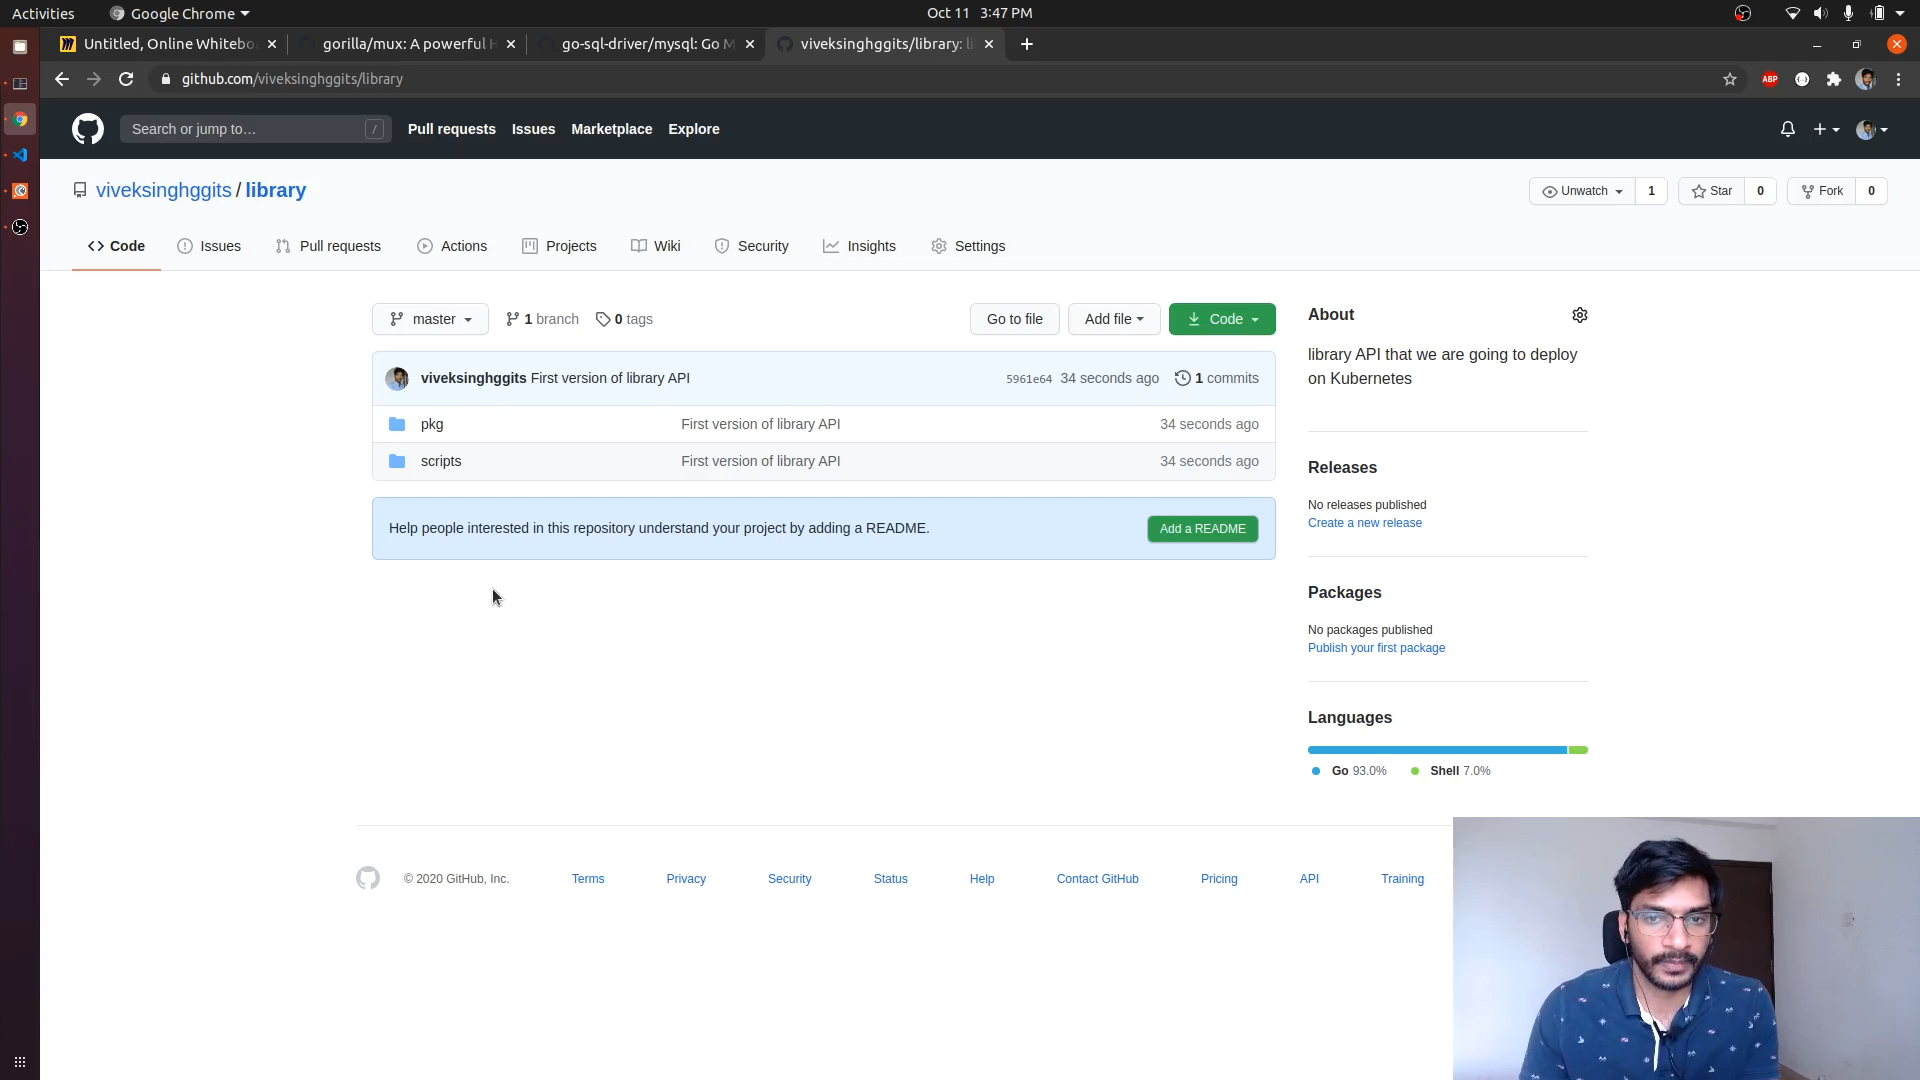 Activities
Google Chrome
Oct 11 3:47 PM
Untitled, Online Whitebo
gorilla/mux: A powerful H
go-sql-driver/mysql: Go M
viveksinghggits/library: li
github.com/viveksinghggits/library
ABP
Search or jump to…
/
Pull requests
Issues
Marketplace
Explore
viveksinghggits / library
Unwatch
1
Star
0
Fork
0
Code
Issues
Pull requests
Actions
Projects
Wiki
Security
Insights
Settings
master
1 branch
0 tags
Go to file
Add file
Code
viveksinghggits First version of library API
5961e64 34 seconds ago
1 commits
pkg
First version of library API
34 seconds ago
scripts
First version of library API
34 seconds ago
Help people interested in this repository understand your project by adding a README.
Add a README
About
library API that we are going to deploy
on Kubernetes
Releases
No releases published
Create a new release
Packages
No packages published
Publish your first package
Languages
Go 93.0%
Shell 7.0%
© 2020 GitHub, Inc.
Terms
Privacy
Security
Status
Help
Contact GitHub
Pricing
API
Training